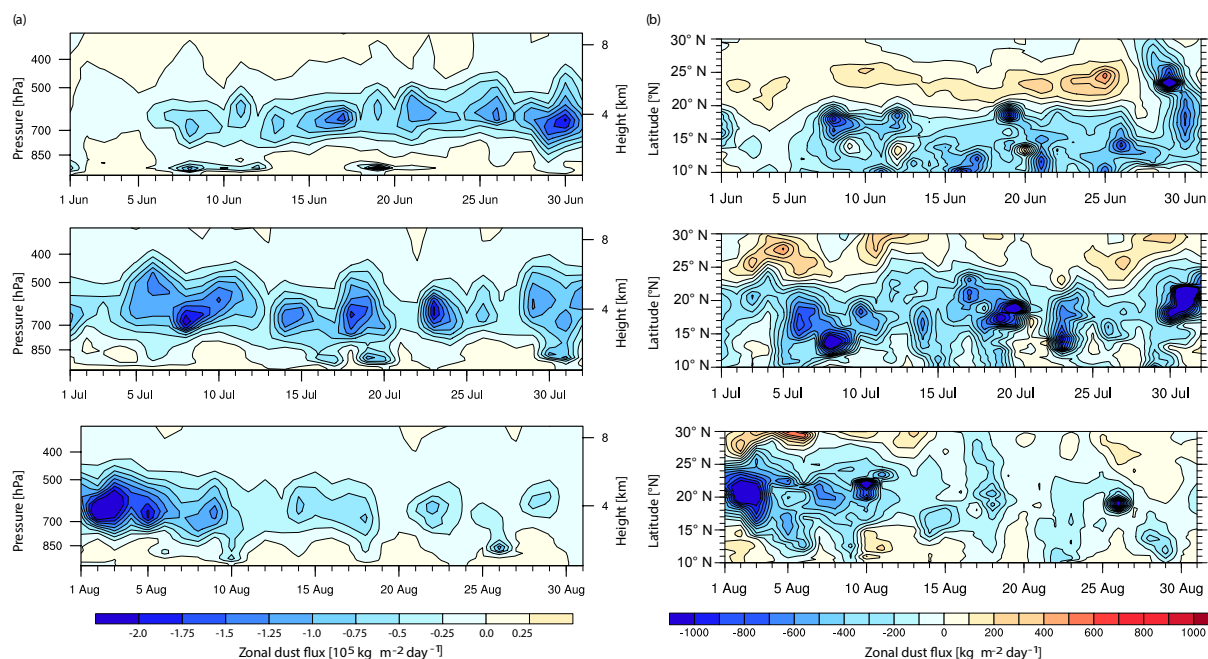 (a)
Pressure [hPa]
400
500
700
850
8
4
Height [km]
1 Jun 5 Jun 10 Jun 15 Jun 20 Jun 25 Jun 30 Jun
Pressure [hPa]
400
500
700
850
8
4
Height [km]
1 Jul 5 Jul 10 Jul 15 Jul 20 Jul 25 Jul 30 Jul
Pressure [hPa]
400
500
700
850
8
4
Height [km]
1 Aug 5 Aug 10 Aug 15 Aug 20 Aug 25 Aug 30 Aug
-2.0 -1.75 -1.5 -1.25 -1.0 -0.75 -0.5 -0.25 0.0 0.25
Zonal dust flux [10⁵ kg m⁻² day⁻¹]
(b)
Latitude [°N]
30° N
25° N
20° N
15° N
10° N
1 Jun 5 Jun 10 Jun 15 Jun 20 Jun 25 Jun 30 Jun
Latitude [°N]
30° N
25° N
20° N
15° N
10° N
1 Jul 5 Jul 10 Jul 15 Jul 20 Jul 25 Jul 30 Jul
Latitude [°N]
30° N
25° N
20° N
15° N
10° N
1 Aug 5 Aug 10 Aug 15 Aug 20 Aug 25 Aug 30 Aug
-1000 -800 -600 -400 -200 0 200 400 600 800 1000
Zonal dust flux [kg m⁻² day⁻¹]